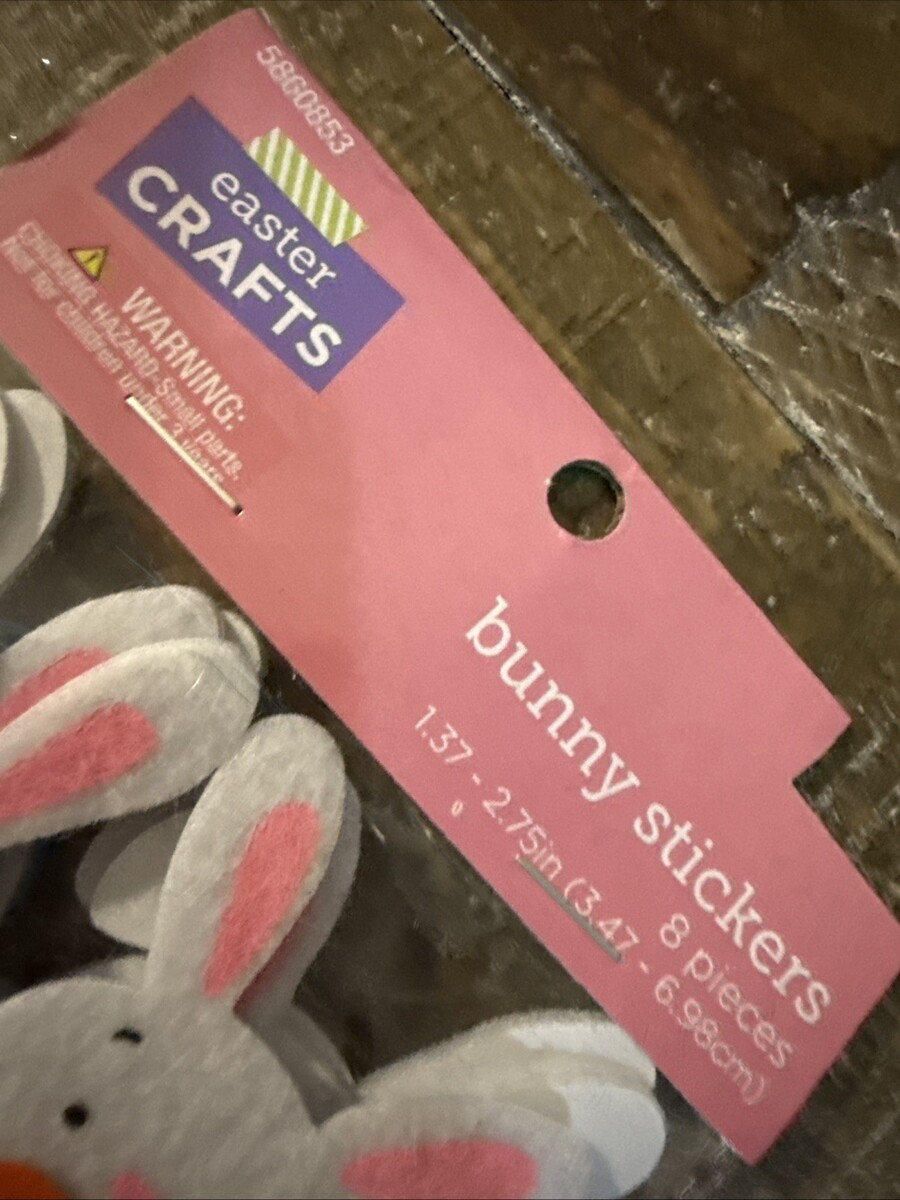 5860853
easter
CRAFTS
WARNING:
CHOKING HAZARD-Small parts.
Not for children under 3 years.
bunny stickers
8 pieces
1.37 - 2.75in (3.47 - 6.98cm)